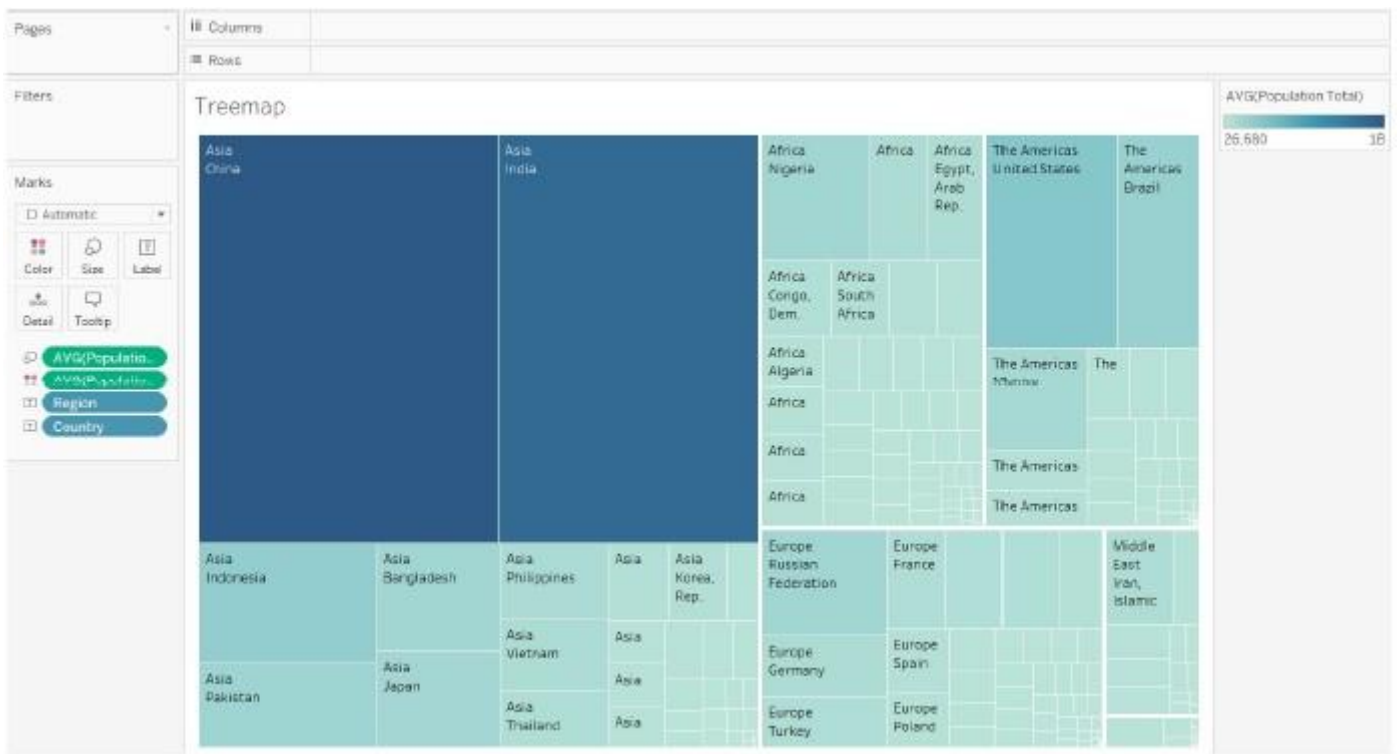 Pages
Columns
Rows
Filters
Treemap
AVG(Population Total)
26,680
1B
Marks
Automatic
Color
Size
Label
Detail
Tooltip
AVG(Populatio..
AVG(Populatio..
Region
Country
Asia
China
Asia
India
Africa
Nigeria
Africa
Africa
Egypt,
Arab
Rep.
The Americas
United States
The
Americas
Brazil
Africa
Congo,
Dem.
Africa
South
Africa
Africa
Algeria
Africa
Africa
Africa
The Americas
The
The Americas
The Americas
Asia
Indonesia
Asia
Bangladesh
Asia
Philippines
Asia
Asia
Korea,
Rep.
Asia
Pakistan
Asia
Japan
Asia
Vietnam
Asia
Thailand
Asia
Asia
Asia
Europe
Russian
Federation
Europe
France
Middle
East
Iran,
Islamic
Europe
Germany
Europe
Spain
Europe
Turkey
Europe
Poland